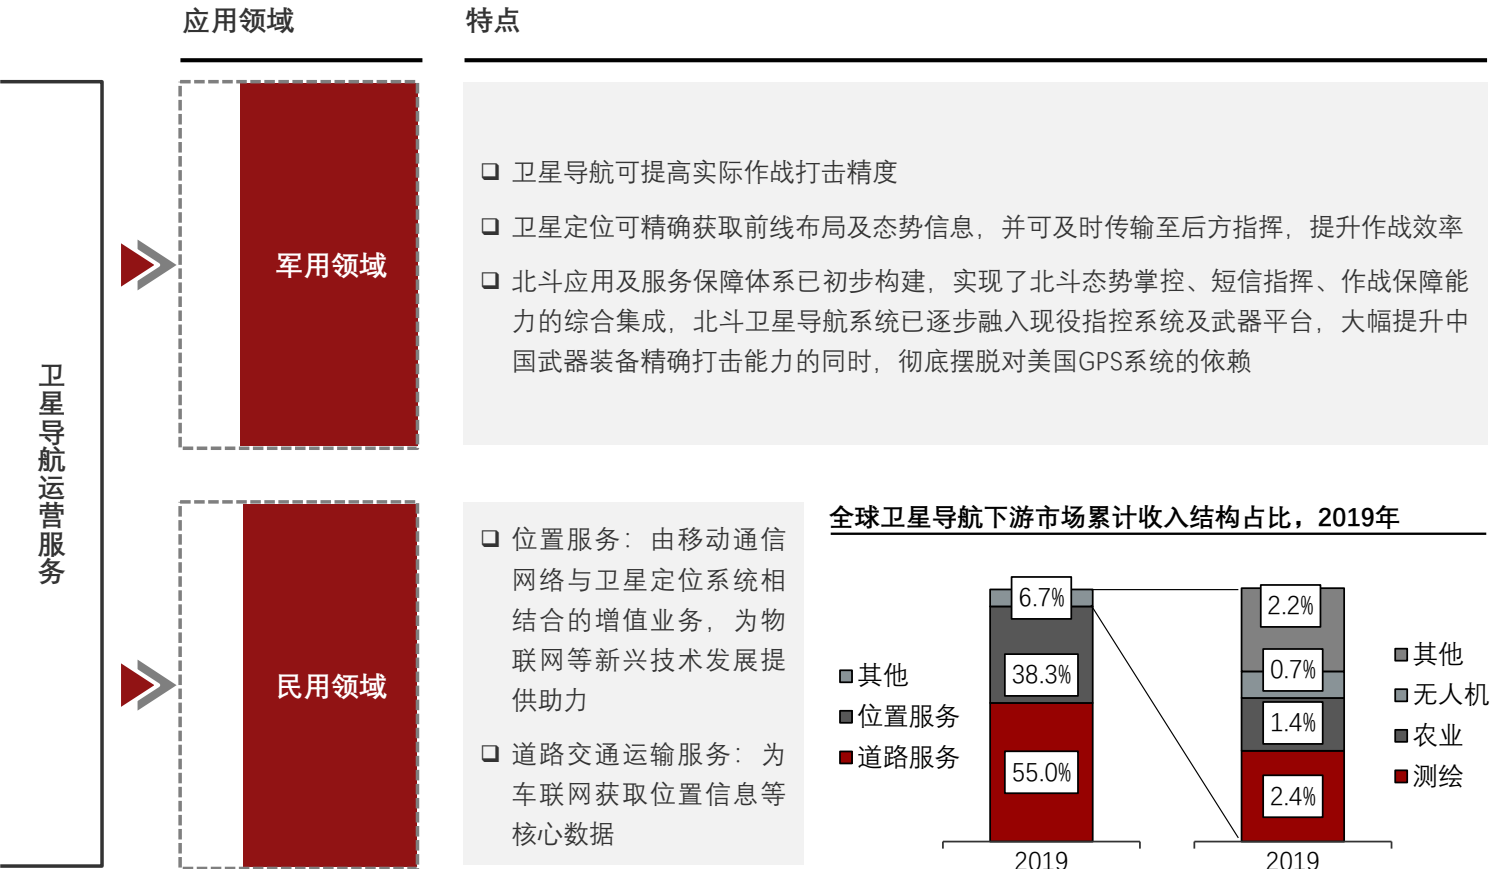 应用领域
特点
卫星导航运营服务
军用领域
卫星导航可提高实际作战打击精度
卫星定位可精确获取前线布局及态势信息，并可及时传输至后方指挥，提升作战效率
北斗应用及服务保障体系已初步构建，实现了北斗态势掌控、短信指挥、作战保障能
力的综合集成，北斗卫星导航系统已逐步融入现役指控系统及武器平台，大幅提升中
国武器装备精确打击能力的同时，彻底摆脱对美国GPS系统的依赖
民用领域
位置服务：由移动通信
网络与卫星定位系统相
结合的增值业务，为物
联网等新兴技术发展提
供助力
道路交通运输服务：为
车联网获取位置信息等
核心数据
全球卫星导航下游市场累计收入结构占比，2019年
其他
位置服务
道路服务
6.7%
38.3%
55.0%
2019
2.2%
0.7%
1.4%
2.4%
2019
其他
无人机
农业
测绘